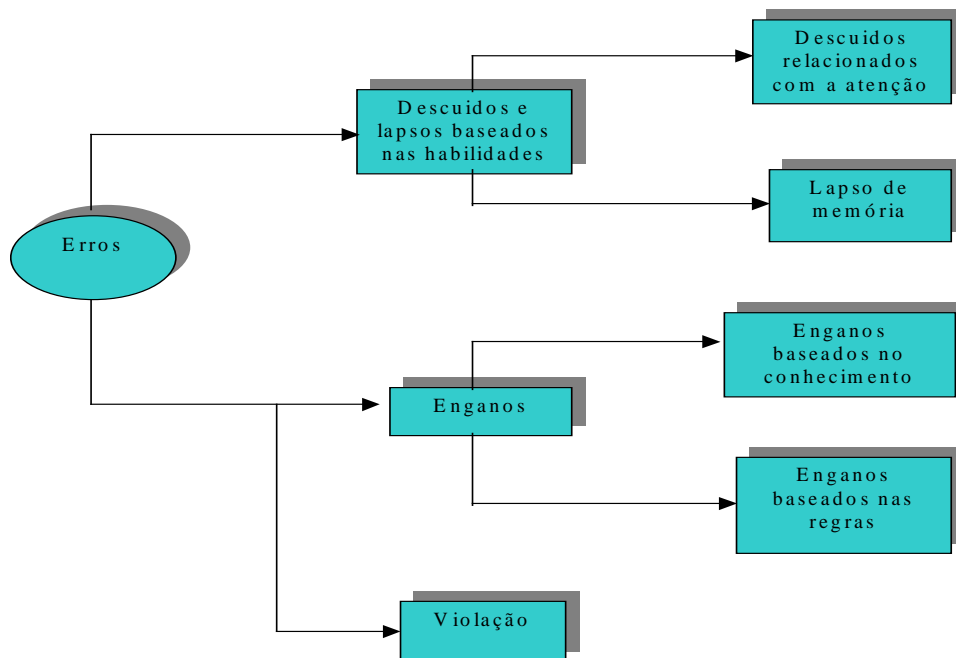 Descuidos
relacionados
com a atenção
Descuidos e
lapsos baseados
nas habilidades
Lapso de
memória
Erros
Enganos
baseados no
conhecimento
Enganos
Enganos
baseados nas
regras
Violação